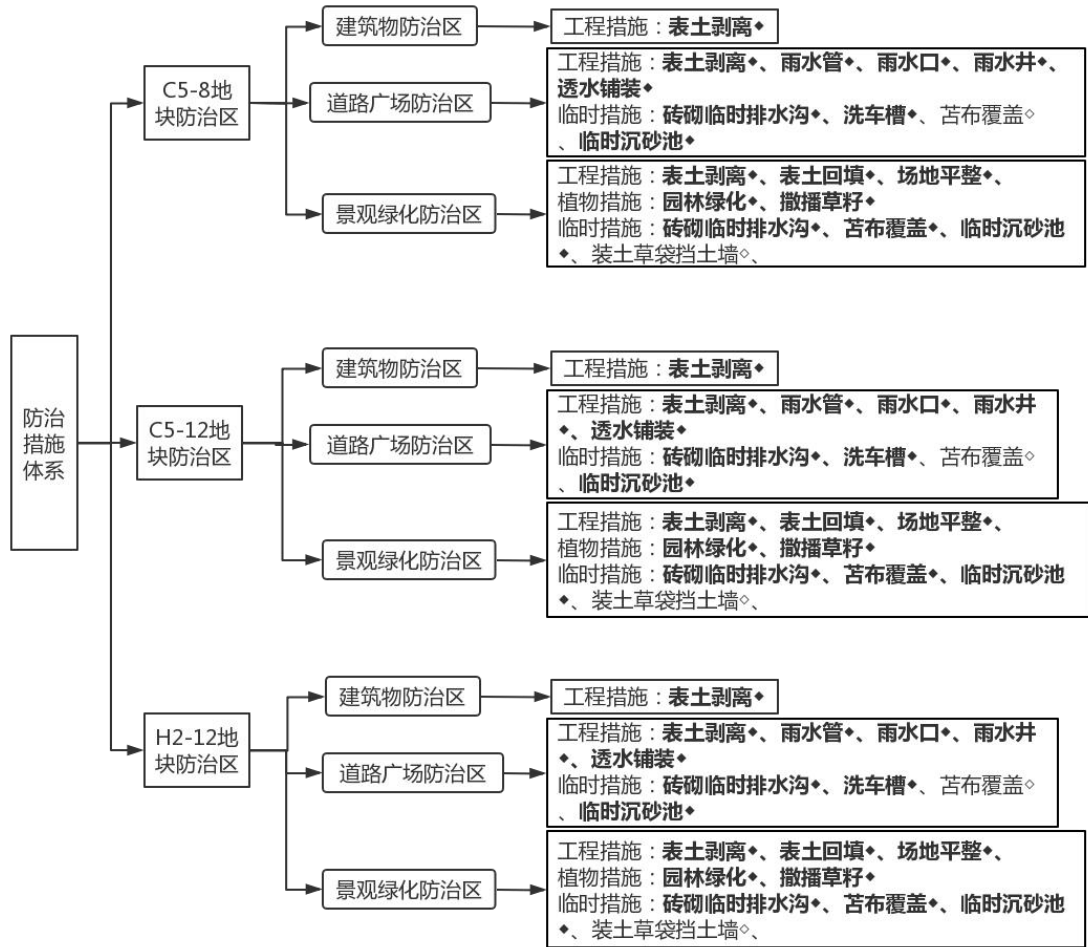 防治
措施
体系
C5-8地
块防治区
建筑物防治区
工程措施：表土剥离◆
道路广场防治区
工程措施：表土剥离◆、雨水管◆、雨水口◆、雨水井◆、
透水铺装◆
临时措施：砖砌临时排水沟◆、洗车槽◆、苫布覆盖◇
、临时沉砂池◆
景观绿化防治区
工程措施：表土剥离◆、表土回填◆、场地平整◆、
植物措施：园林绿化◆、撒播草籽◆
临时措施：砖砌临时排水沟◆、苫布覆盖◆、临时沉砂池
◆、装土草袋挡土墙◇、
C5-12地
块防治区
建筑物防治区
工程措施：表土剥离◆
道路广场防治区
工程措施：表土剥离◆、雨水管◆、雨水口◆、雨水井
◆、透水铺装◆
临时措施：砖砌临时排水沟◆、洗车槽◆、苫布覆盖◇
、临时沉砂池◆
景观绿化防治区
工程措施：表土剥离◆、表土回填◆、场地平整◆、
植物措施：园林绿化◆、撒播草籽◆
临时措施：砖砌临时排水沟◆、苫布覆盖◆、临时沉砂池
◆、装土草袋挡土墙◇、
H2-12地
块防治区
建筑物防治区
工程措施：表土剥离◆
道路广场防治区
工程措施：表土剥离◆、雨水管◆、雨水口◆、雨水井
◆、透水铺装◆
临时措施：砖砌临时排水沟◆、洗车槽◆、苫布覆盖◇
、临时沉砂池◆
景观绿化防治区
工程措施：表土剥离◆、表土回填◆、场地平整◆、
植物措施：园林绿化◆、撒播草籽◆
临时措施：砖砌临时排水沟◆、苫布覆盖◆、临时沉砂池
◆、装土草袋挡土墙◇、